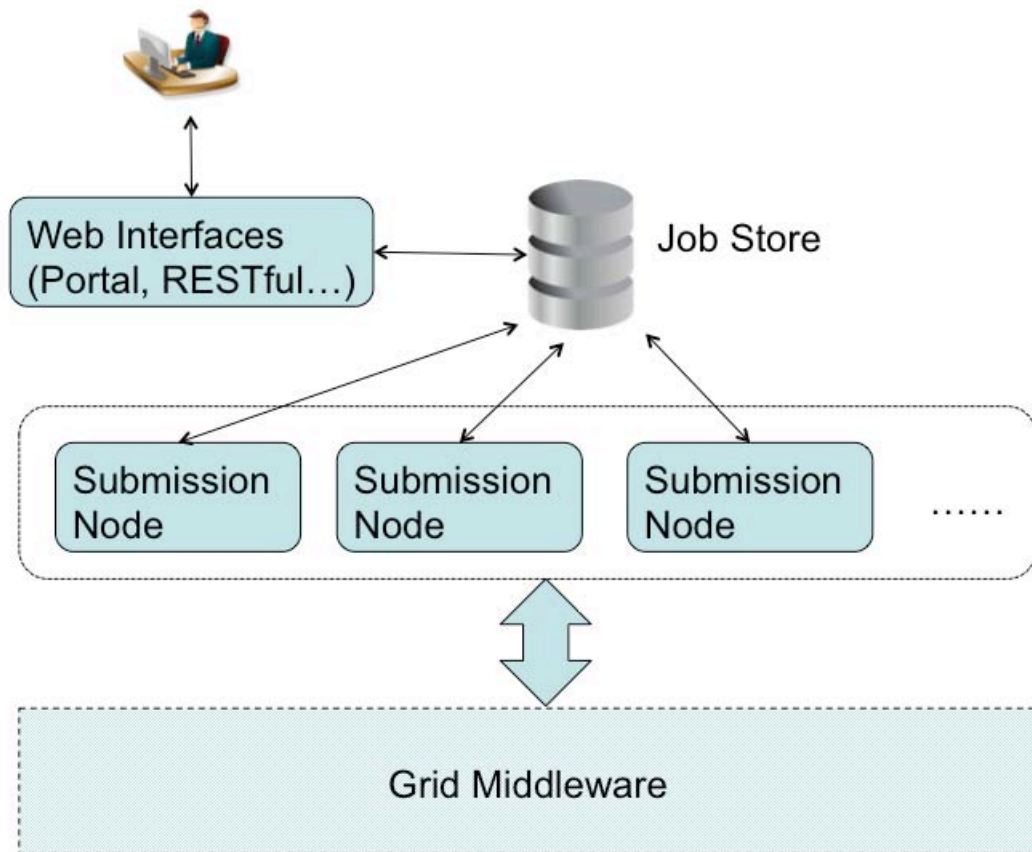 Web Interfaces
(Portal, RESTful…)
Job Store
Submission
Node
Submission
Node
Submission
Node
……
Grid Middleware